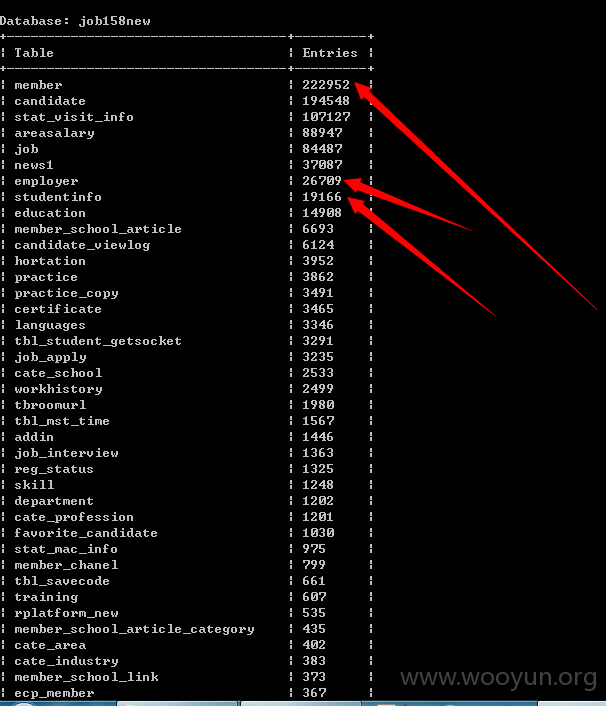 Database: job158new
Table Entries
member 222952
candidate 194548
stat_visit_info 107127
areasalary 88947
job 84487
news1 37087
employer 26709
studentinfo 19166
education 14908
member_school_article 6693
candidate_viewlog 6124
hortation 3952
practice 3862
practice_copy 3491
certificate 3465
languages 3346
tbl_student_getsocket 3291
job_apply 3235
cate_school 2533
workhistory 2499
tbroomurl 1980
tbl_mst_time 1567
addin 1446
job_interview 1363
reg_status 1325
skill 1248
department 1202
cate_profession 1201
favorite_candidate 1030
stat_mac_info 975
member_chanel 799
tbl_savecode 661
training 607
rplatform_new 535
member_school_article_category 435
cate_area 402
cate_industry 383
member_school_link 373
ecp_member 367
www.wooyun.org